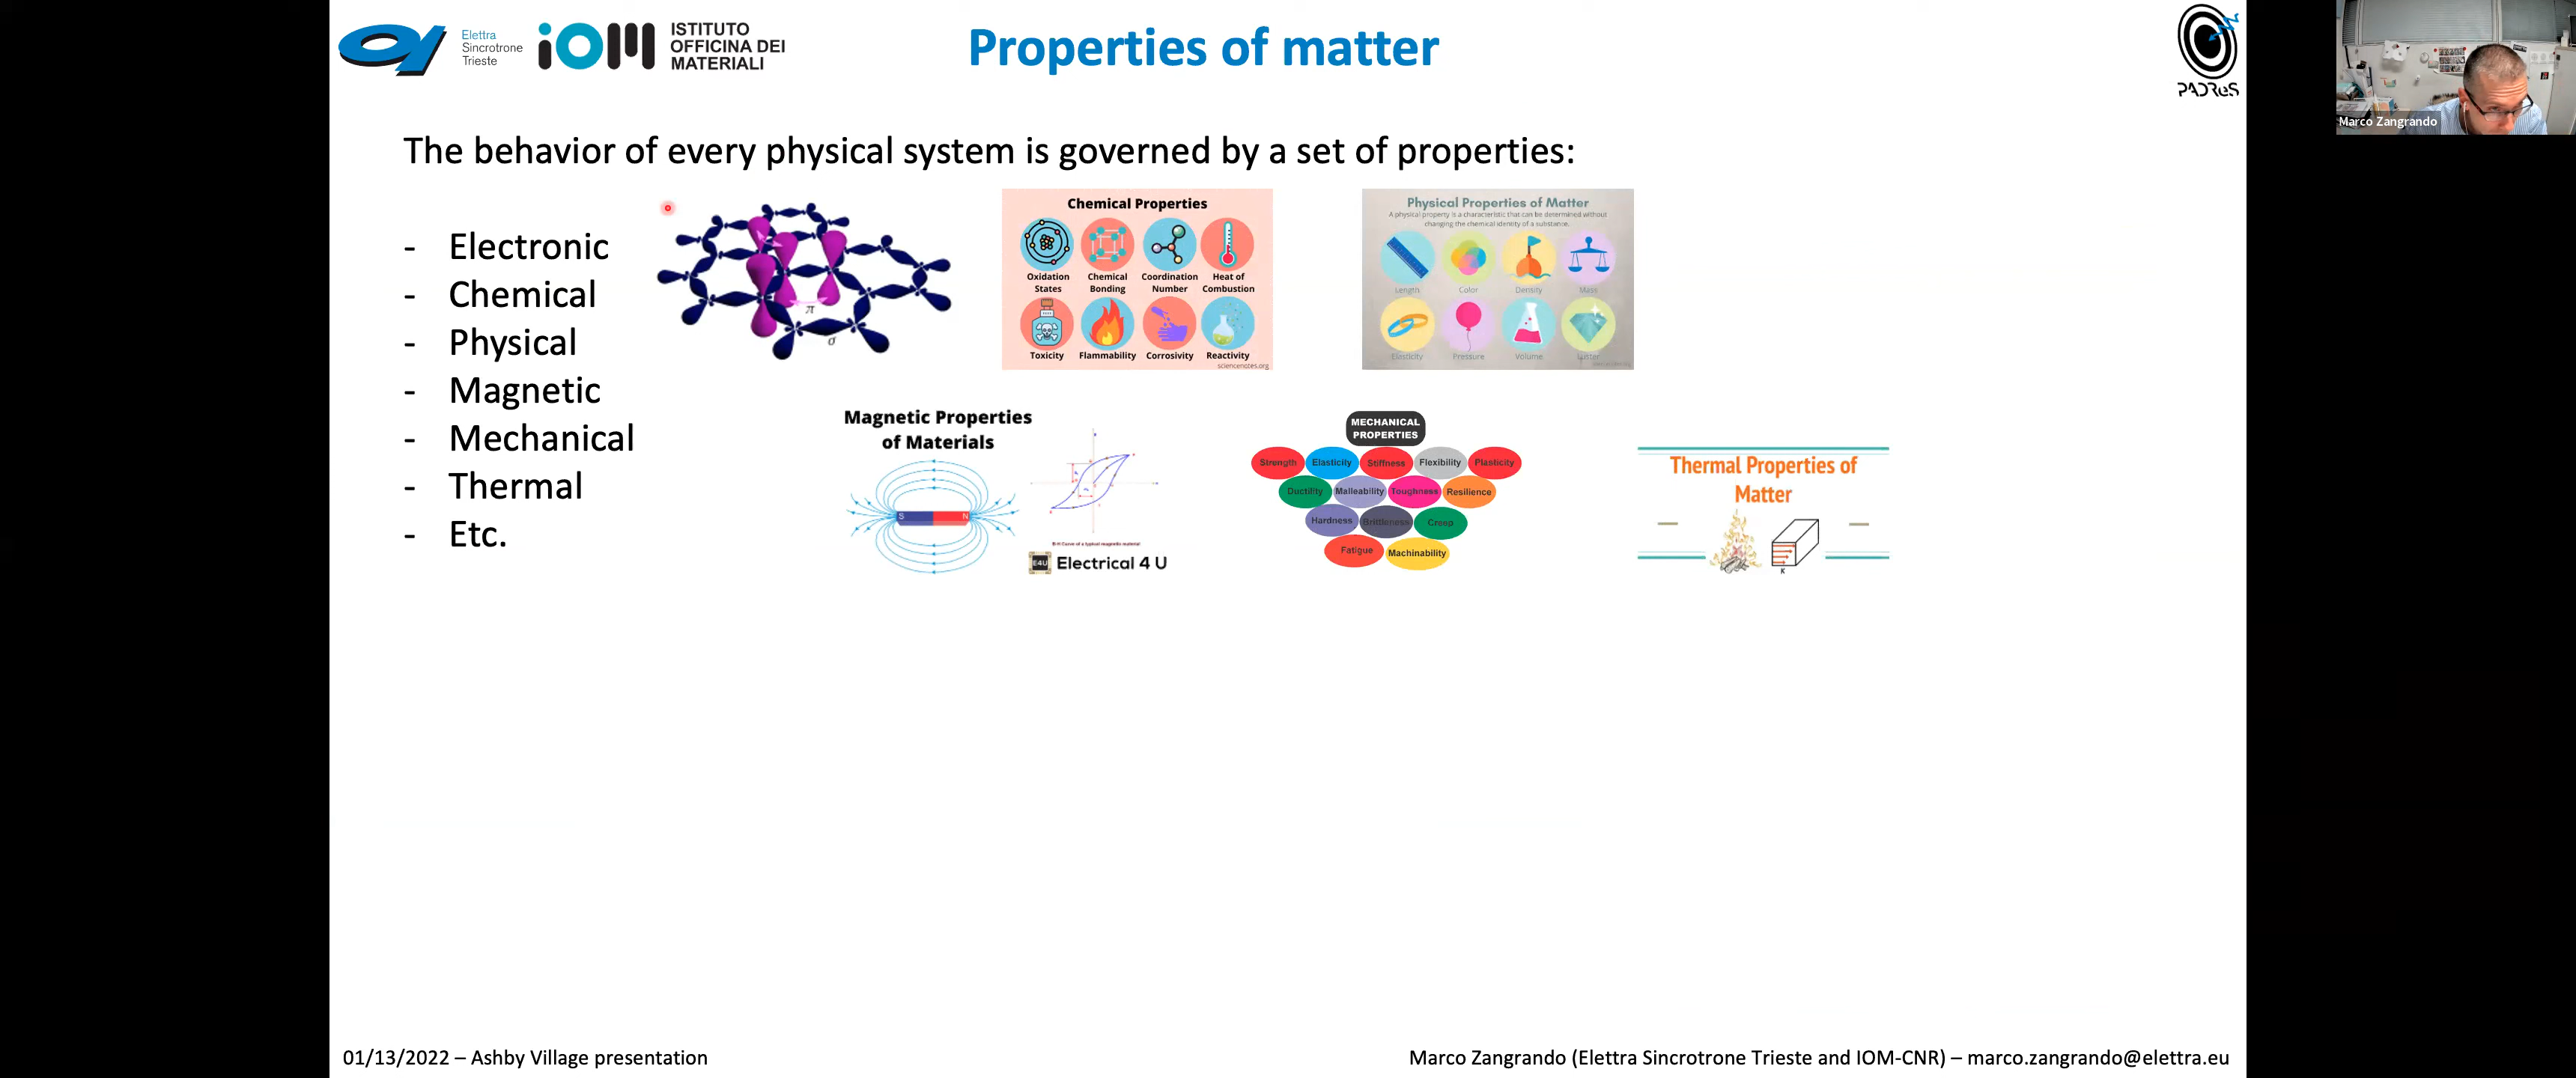 Elettra
Sincrotrone
Trieste
iOM
ISTITUTO
OFFICINA DEI
MATERIALI
Properties of matter
PADReS
Marco Zangrando
The behavior of every physical system is governed by a set of properties:
- Electronic
- Chemical
- Physical
- Magnetic
- Mechanical
- Thermal
- Etc.
π
σ
Chemical Properties
Oxidation States
Chemical Bonding
Coordination Number
Heat of Combustion
Toxicity
Flammability
Corrosivity
Reactivity
sciencenotes.org
Physical Properties of Matter
A physical property is a characteristic that can be determined without
changing the chemical identity of a substance.
Length
Color
Density
Mass
Elasticity
Pressure
Volume
Magnetic Properties
of Materials
S N
B-H Curve of a typical magnetic material
E4U Electrical 4 U
MECHANICAL
PROPERTIES
Strength Elasticity Stiffness Flexibility Plasticity
Ductility Malleability Toughness Resilience
Hardness Brittleness Creep
Fatigue Machinability
Thermal Properties of
Matter
K
01/13/2022 – Ashby Village presentation
Marco Zangrando (Elettra Sincrotrone Trieste and IOM-CNR) – marco.zangrando@elettra.eu